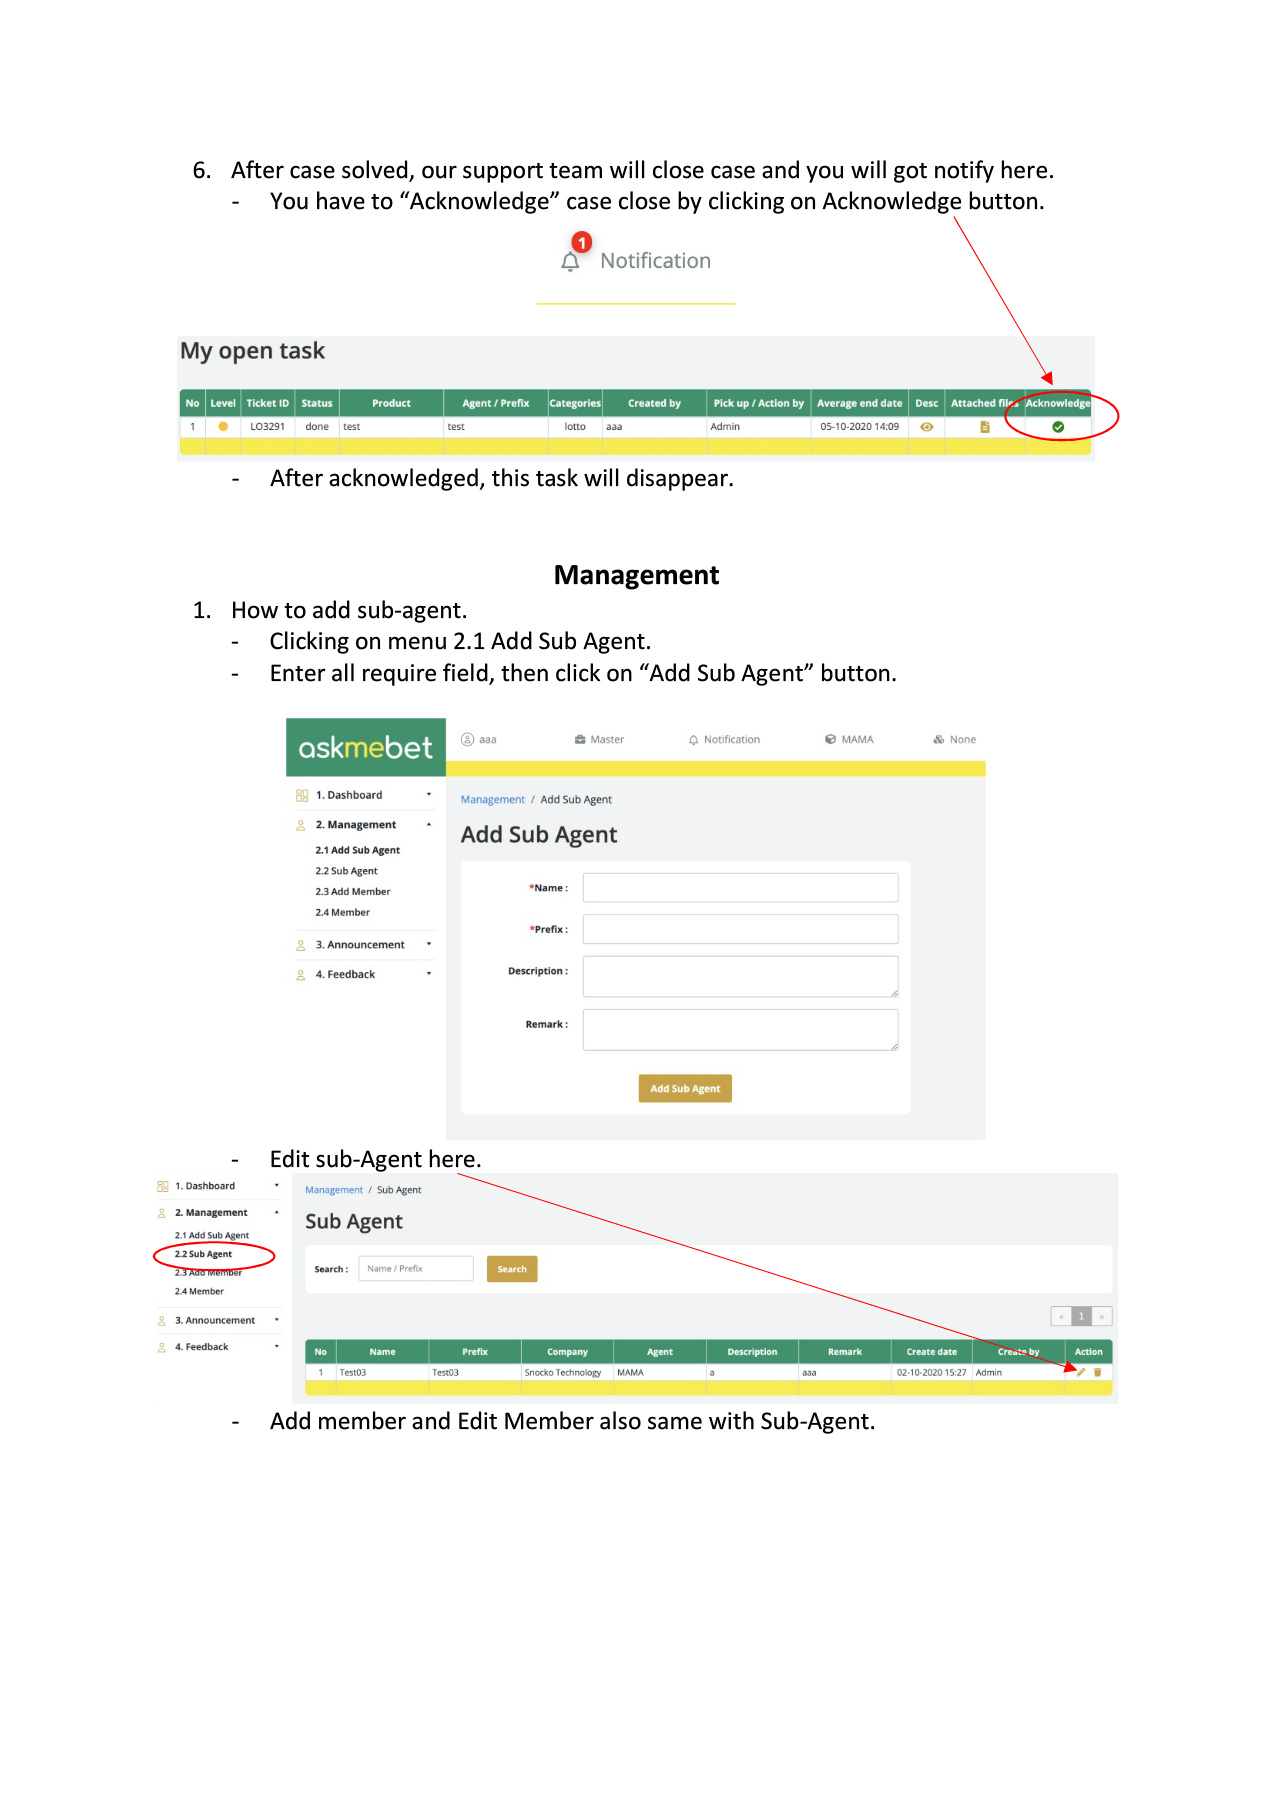 6. After case solved, our support team will close case and you will got notify here.
- You have to “Acknowledge” case close by clicking on Acknowledge button.
1
Notification
My open task
No Level Ticket ID Status Product Agent / Prefix Categories Created by Pick up / Action by Average end date Desc Attached files Acknowledge
1 LO3291 done test test lotto aaa Admin 05-10-2020 14:09
- After acknowledged, this task will disappear.
Management
1. How to add sub-agent.
- Clicking on menu 2.1 Add Sub Agent.
- Enter all require field, then click on “Add Sub Agent” button.
askmebet aaa Master Notification MAMA None
1. Dashboard
2. Management
2.1 Add Sub Agent
2.2 Sub Agent
2.3 Add Member
2.4 Member
3. Announcement
4. Feedback
Management / Add Sub Agent
Add Sub Agent
*Name :
*Prefix :
Description :
Remark :
Add Sub Agent
- Edit sub-Agent here.
1. Dashboard
2. Management
2.1 Add Sub Agent
2.2 Sub Agent
2.3 Add Member
2.4 Member
3. Announcement
4. Feedback
Management / Sub Agent
Sub Agent
Search : Name / Prefix Search
« 1 »
No Name Prefix Company Agent Description Remark Create date Create by Action
1 Test03 Test03 Snocko Technology MAMA a aaa 02-10-2020 15:27 Admin
- Add member and Edit Member also same with Sub-Agent.